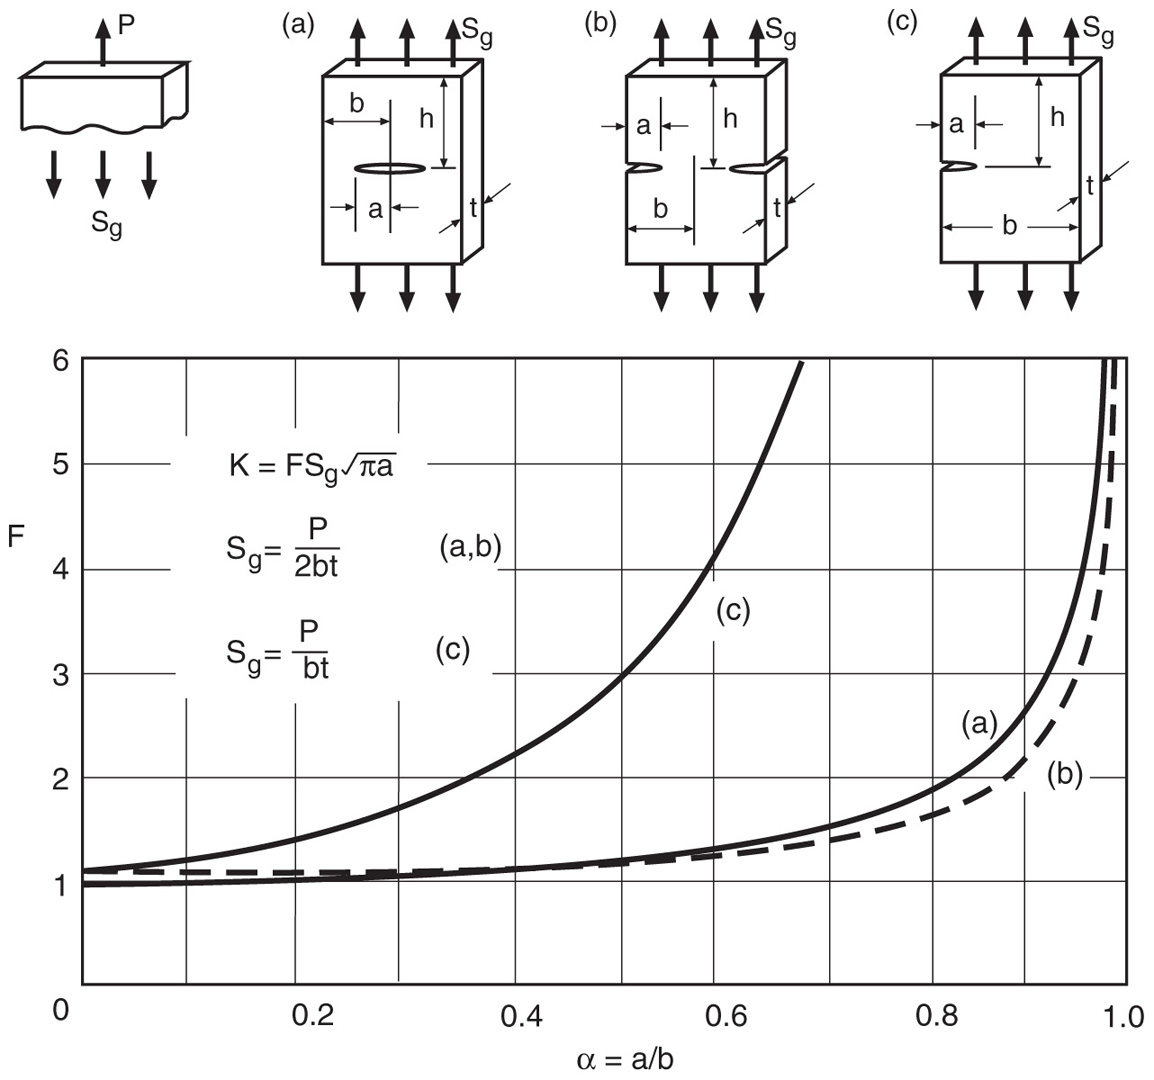 P
S_g
(a)
S_g
b
h
a
t
(b)
S_g
a
h
b
t
(c)
S_g
a
h
b
t
6
5
F
4
3
2
1
0
K = FS_g√πa
S_g = P/2bt (a,b)
S_g = P/bt (c)
(c)
(a)
(b)
0.2 0.4 0.6 0.8 1.0
α = a/b